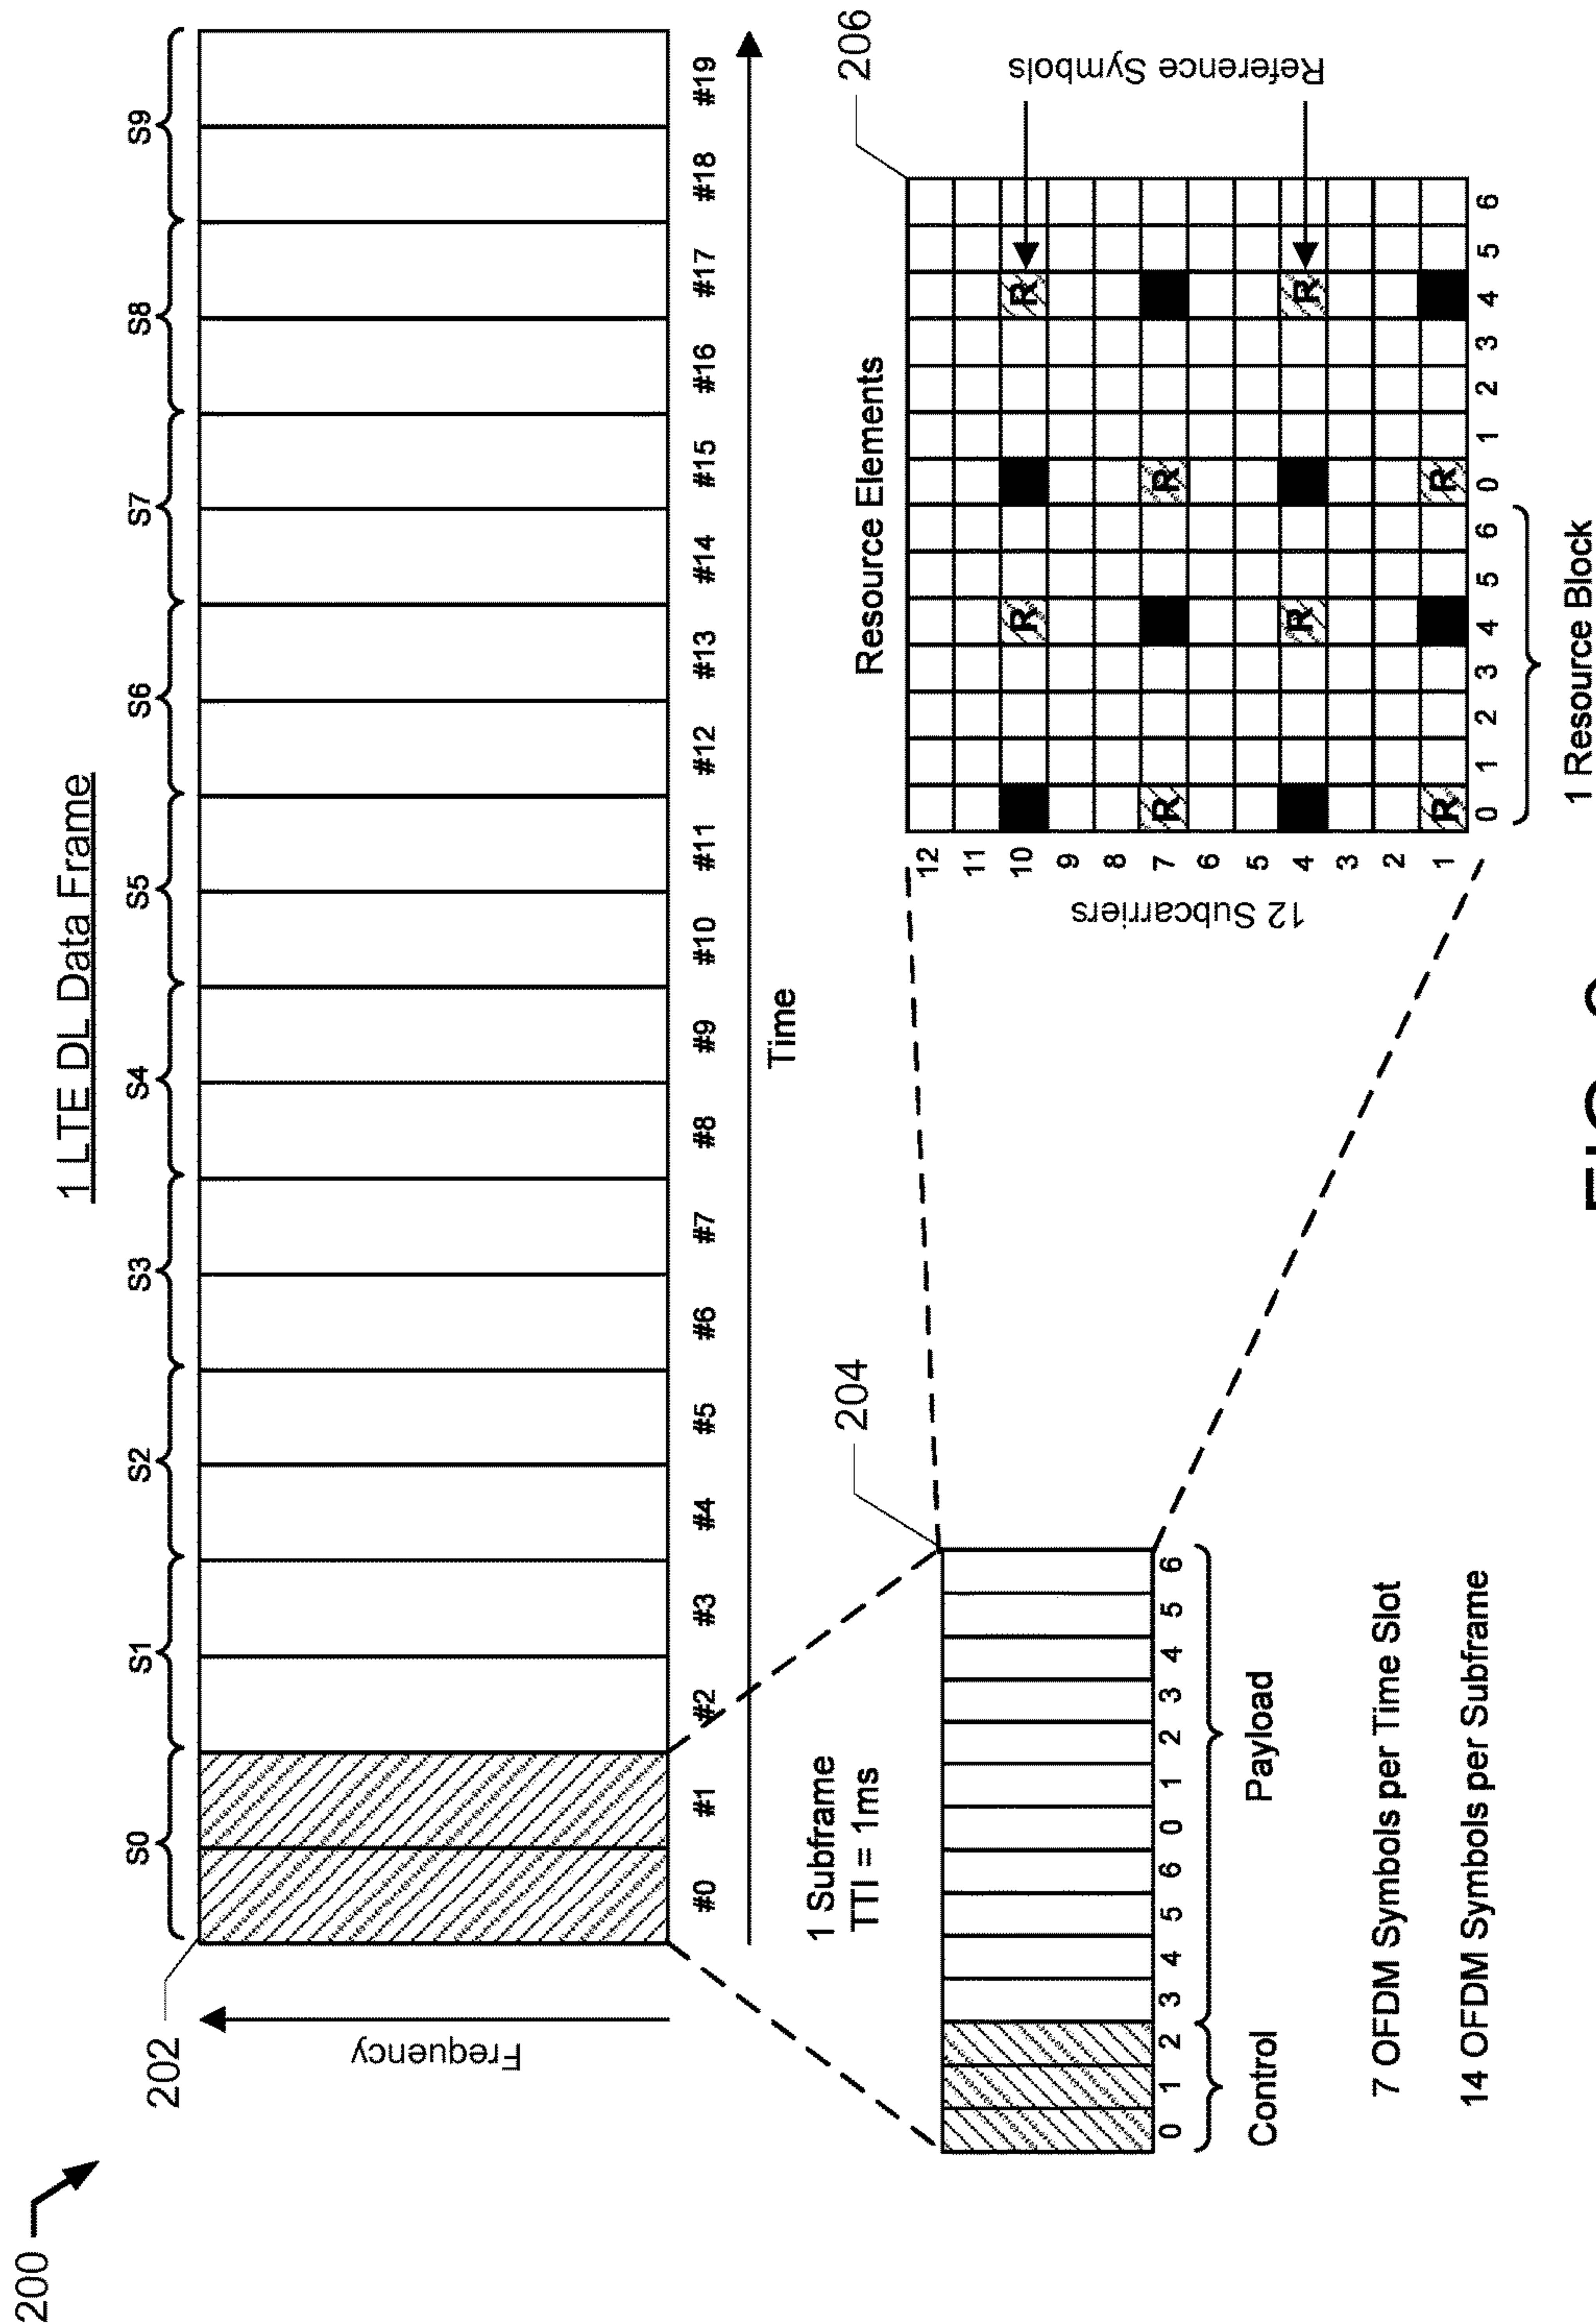 200
1 LTE DL Data Frame
202
S0 S1 S2 S3 S4 S5 S6 S7 S8 S9
Frequency
#0 #1 #2 #3 #4 #5 #6 #7 #8 #9 #10 #11 #12 #13 #14 #15 #16 #17 #18 #19
Time
1 Subframe
TTI = 1ms
204
0 1 2 3 4 5 6 0 1 2 3 4 5 6
Control
Payload
7 OFDM Symbols per Time Slot
14 OFDM Symbols per Subframe
Resource Elements
206
12 Subcarriers
12
11
10 R R
9
8
7 R R
6
5
4 R R
3
2
1 R R
0 1 2 3 4 5 6 0 1 2 3 4 5 6
Reference Symbols
1 Resource Block